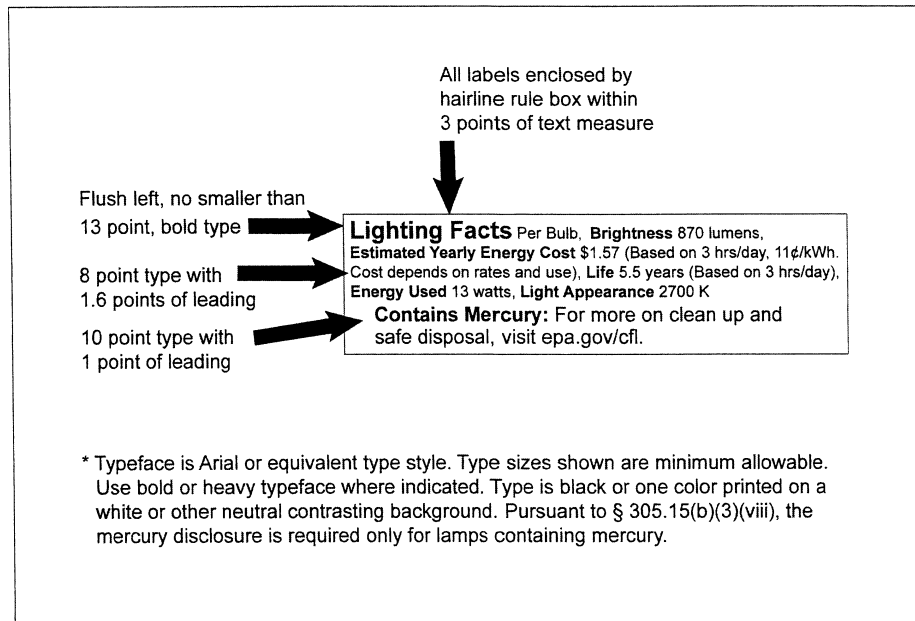 All labels enclosed by
hairline rule box within
3 points of text measure
Flush left, no smaller than
13 point, bold type
8 point type with
1.6 points of leading
10 point type with
1 point of leading
Lighting Facts Per Bulb, Brightness 870 lumens,
Estimated Yearly Energy Cost $1.57 (Based on 3 hrs/day, 11¢/kWh.
Cost depends on rates and use), Life 5.5 years (Based on 3 hrs/day),
Energy Used 13 watts, Light Appearance 2700 K
Contains Mercury: For more on clean up and
safe disposal, visit epa.gov/cfl.
* Typeface is Arial or equivalent type style. Type sizes shown are minimum allowable.
Use bold or heavy typeface where indicated. Type is black or one color printed on a
white or other neutral contrasting background. Pursuant to § 305.15(b)(3)(viii), the
mercury disclosure is required only for lamps containing mercury.